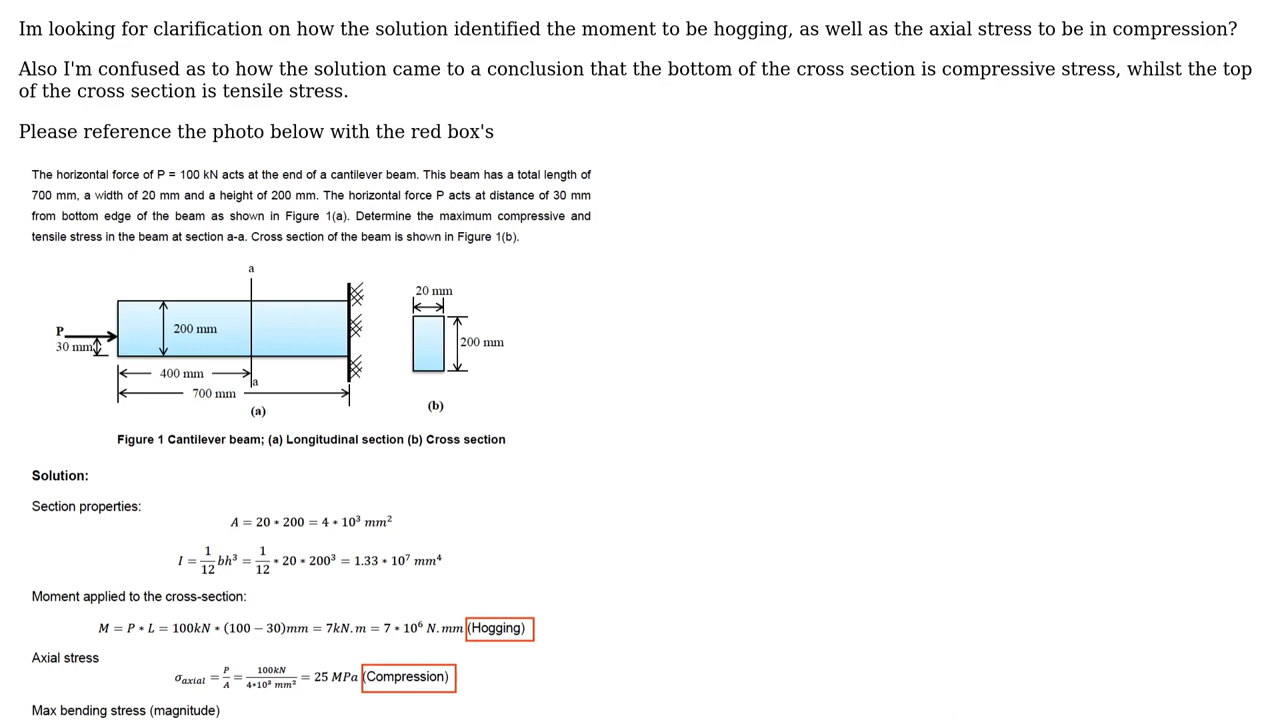 Im looking for clarification on how the solution identified the moment to be hogging, as well as the axial stress to be in compression?
Also I'm confused as to how the solution came to a conclusion that the bottom of the cross section is compressive stress, whilst the top
of the cross section is tensile stress.
Please reference the photo below with the red box's
The horizontal force of P = 100 kN acts at the end of a cantilever beam. This beam has a total length of
700 mm, a width of 20 mm and a height of 200 mm. The horizontal force P acts at distance of 30 mm
from bottom edge of the beam as shown in Figure 1(a). Determine the maximum compressive and
tensile stress in the beam at section a-a. Cross section of the beam is shown in Figure 1(b).
a
20 mm
P
200 mm
30 mm
200 mm
400 mm
a
700 mm
(a)
(b)
Figure 1 Cantilever beam; (a) Longitudinal section (b) Cross section
Solution:
Section properties:
A = 20 * 200 = 4 * 10³ mm²
I = 1/12 bh³ = 1/12 * 20 * 200³ = 1.33 * 10⁷ mm⁴
Moment applied to the cross-section:
M = P * L = 100kN * (100 − 30)mm = 7kN.m = 7 * 10⁶ N.mm (Hogging)
Axial stress
σaxial = P/A = 100kN / 4*10³ mm² = 25 MPa (Compression)
Max bending stress (magnitude)